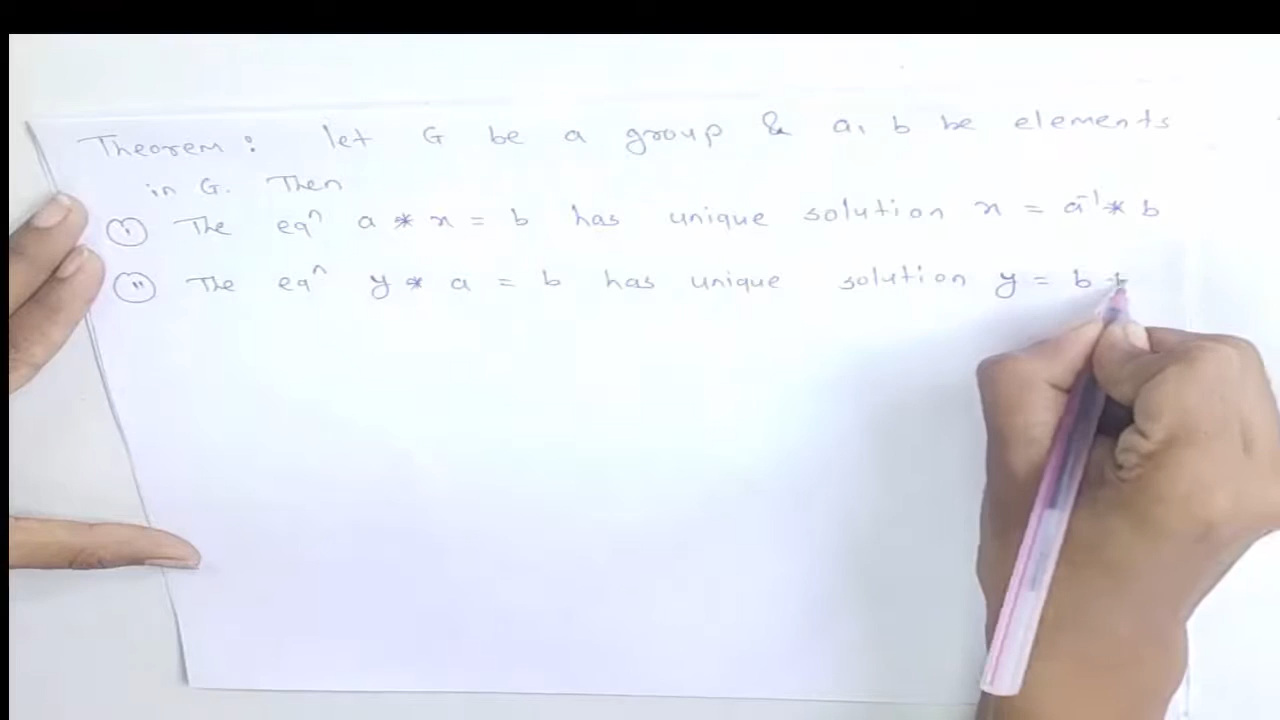 Theorem: let G be a group & a, b be elements
in G. Then
(i) The eqⁿ a * x = b has unique solution x = a⁻¹ * b
(ii) The eqⁿ y * a = b has unique solution y = b *